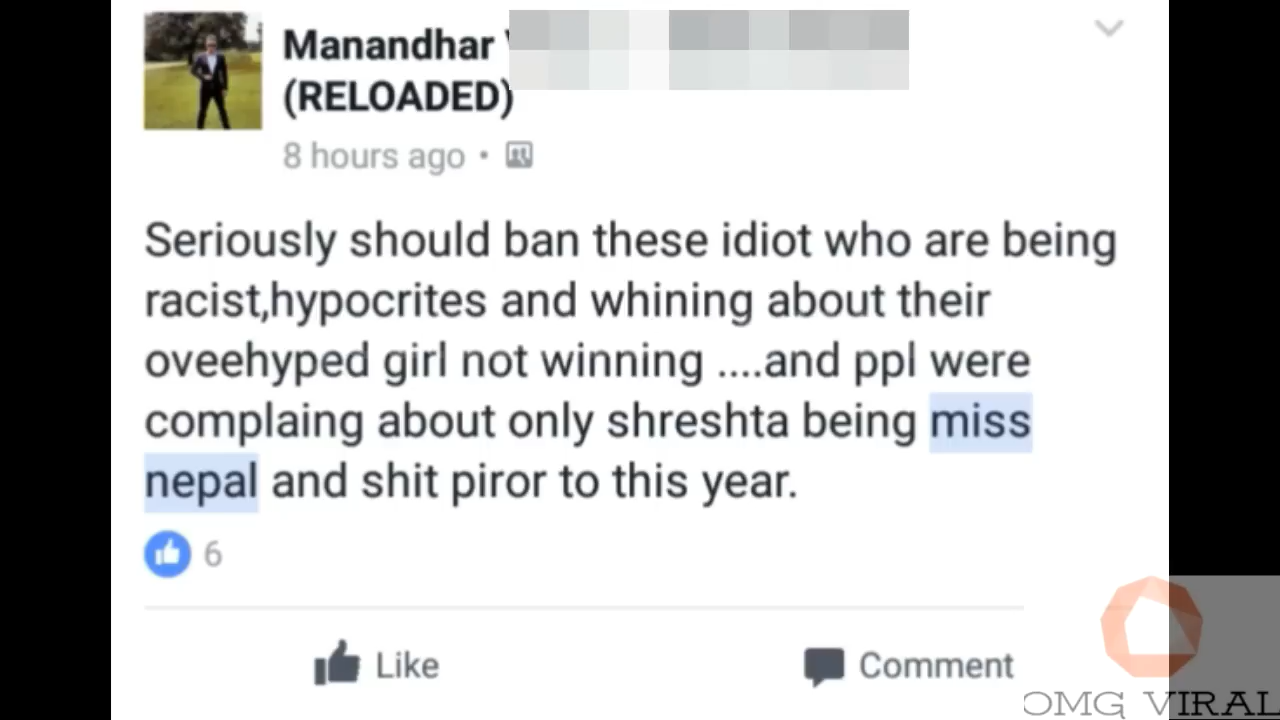 Manandhar
(RELOADED)
8 hours ago
Seriously should ban these idiot who are being
racist,hypocrites and whining about their
oveehyped girl not winning ....and ppl were
complaing about only shreshta being miss
nepal and shit piror to this year.
6
Like
Comment
OMG VIRAL